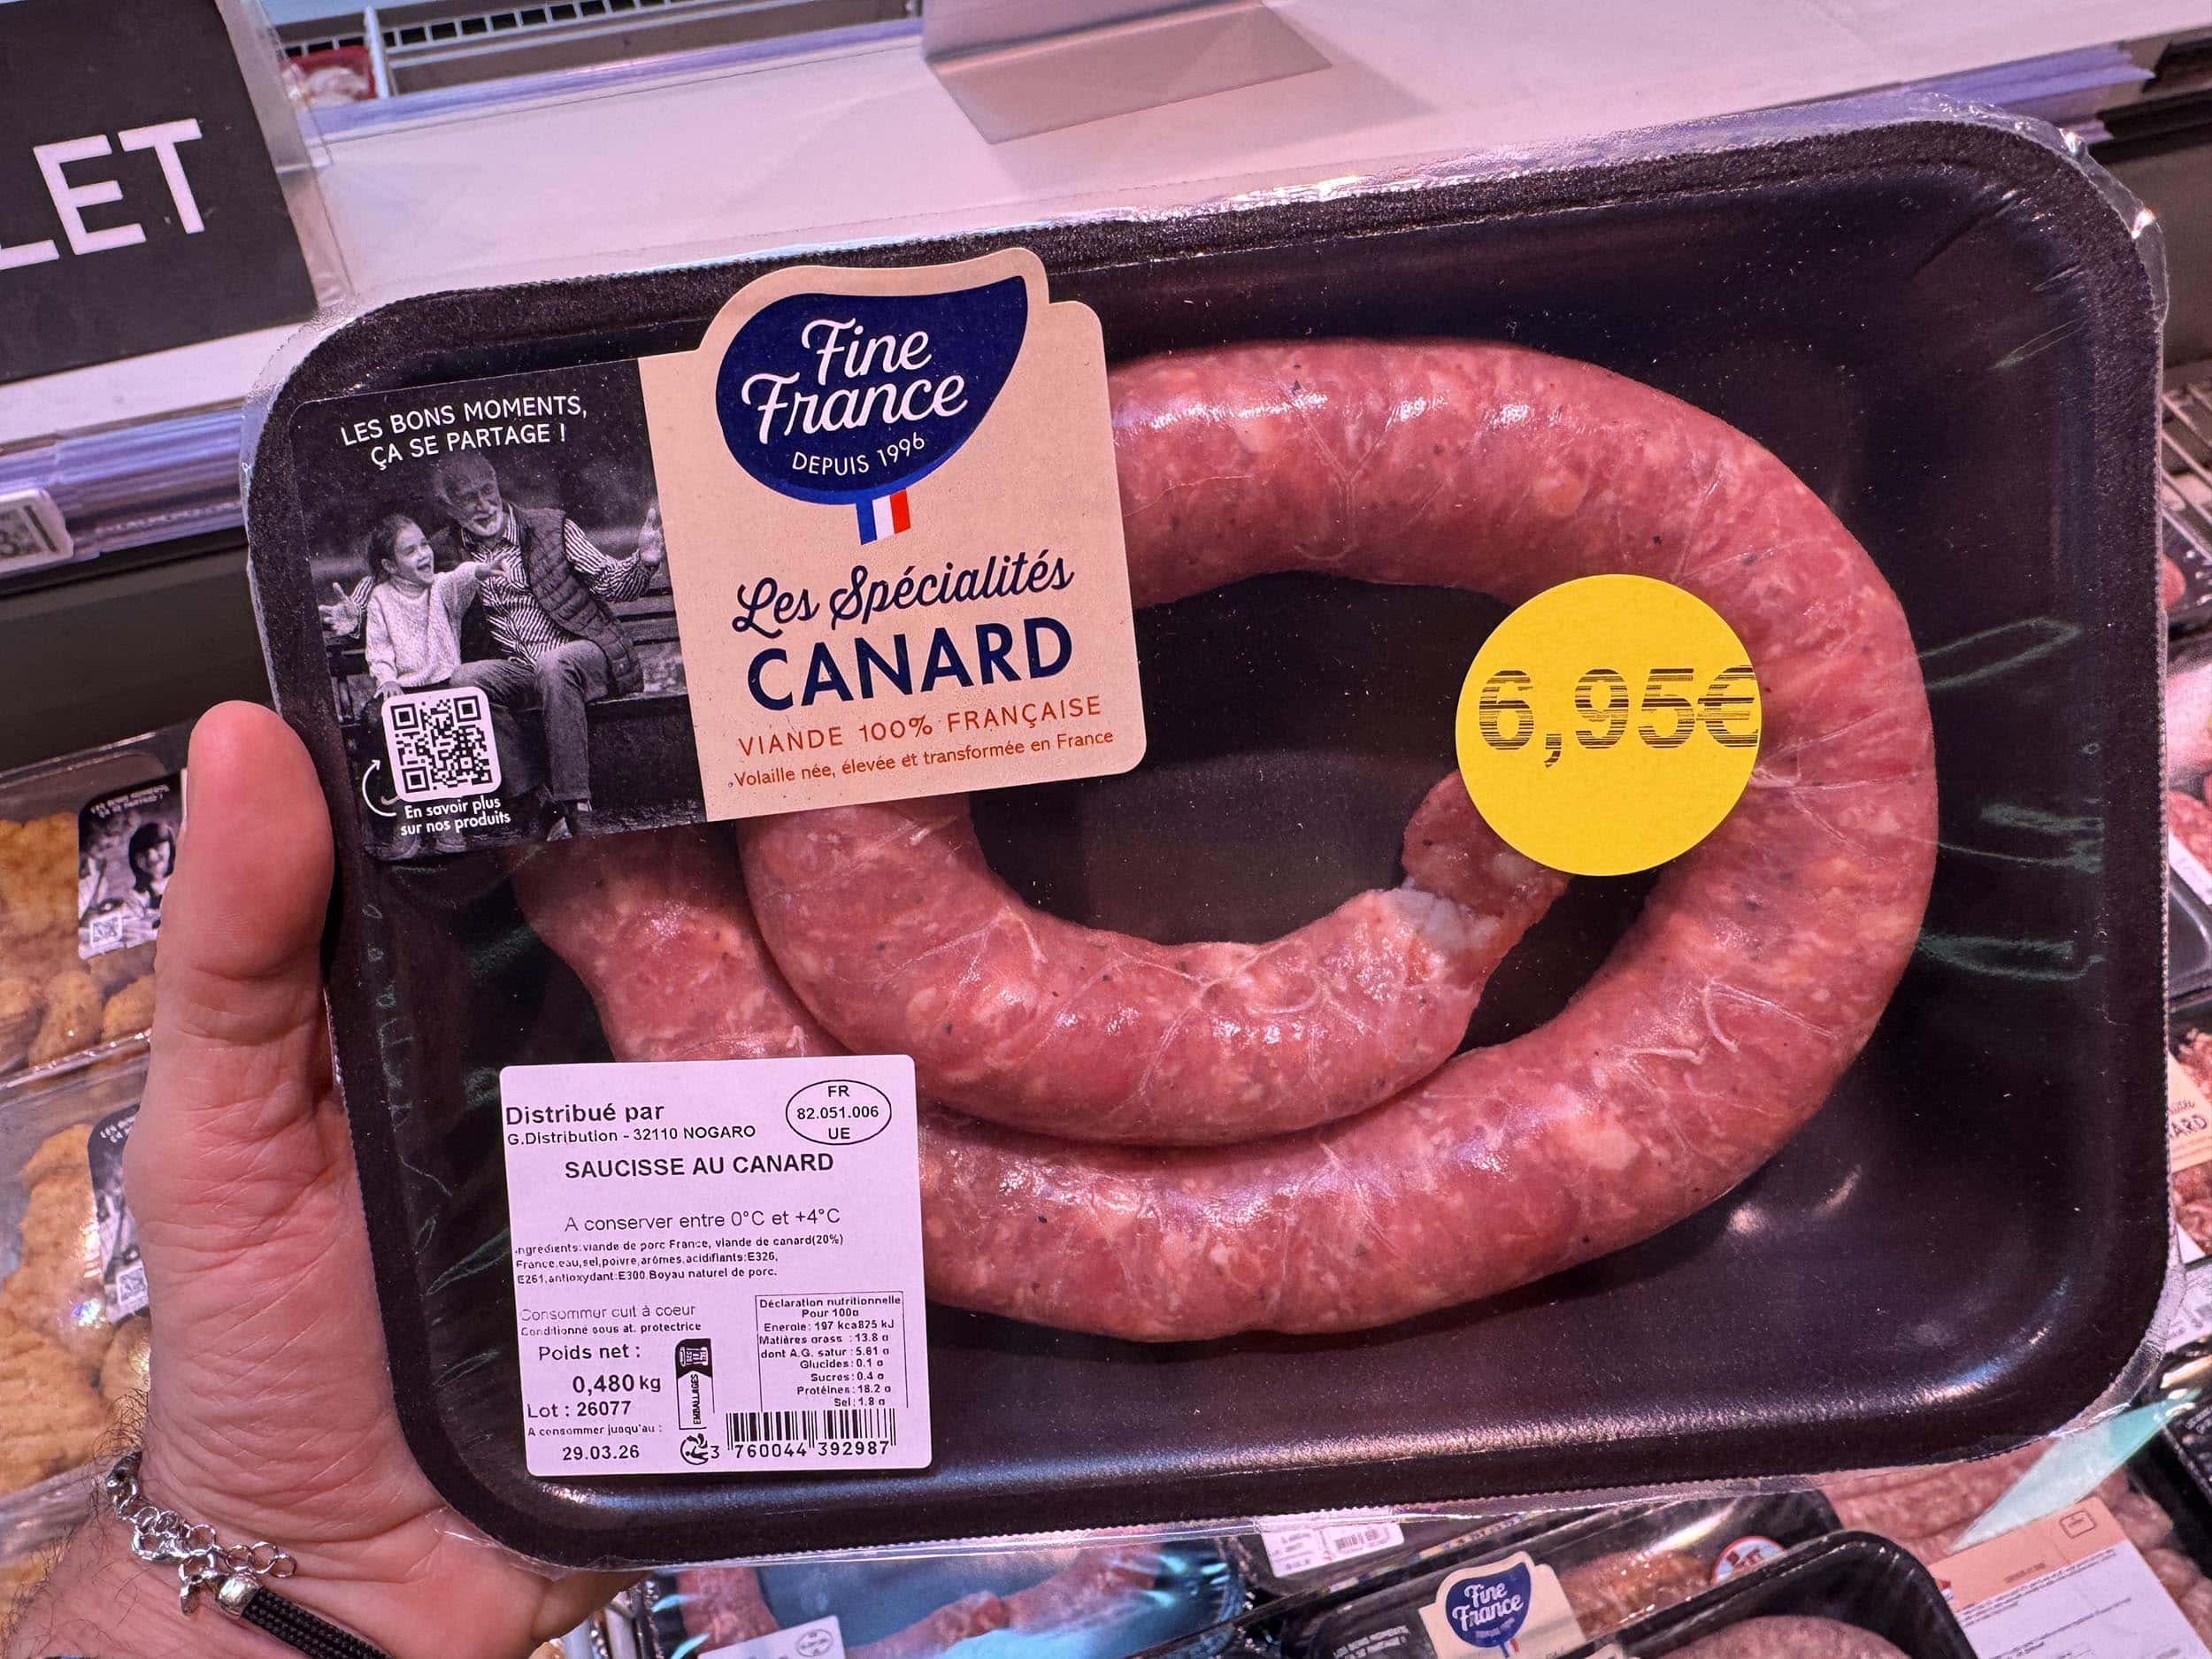 LET
LES BONS MOMENTS,
ÇA SE PARTAGE !
En savoir plus
sur nos produits
Fine
France
DEPUIS 1996
Les Spécialités
CANARD
VIANDE 100% FRANÇAISE
Volaille née, élevée et transformée en France
6,95€
Distribué par
G.Distribution - 32110 NOGARO
FR
82.051.006
UE
SAUCISSE AU CANARD
A conserver entre 0°C et +4°C
Ingredients:viande de porc France, viande de canard(20%)
France,eau,sel,poivre,arômes,acidifiants:E326,
E261,antioxydant:E300.Boyau naturel de porc.
Consommer cuit à coeur
Conditionné sous at. protectrice
Poids net :
0,480 kg
Lot : 26077
A consommer jusqu'au :
29.03.26
EMBALLAGES
Déclaration nutritionnelle
Pour 100g
Energie: 197 kca825 kJ
Matières grass : 13.8 g
dont A.G. satur : 5.61 g
Glucides: 0.1 g
Sucres: 0.4 g
Protéines: 18.2 g
Sel: 1.8 g
3 760044 392987
Fine
France